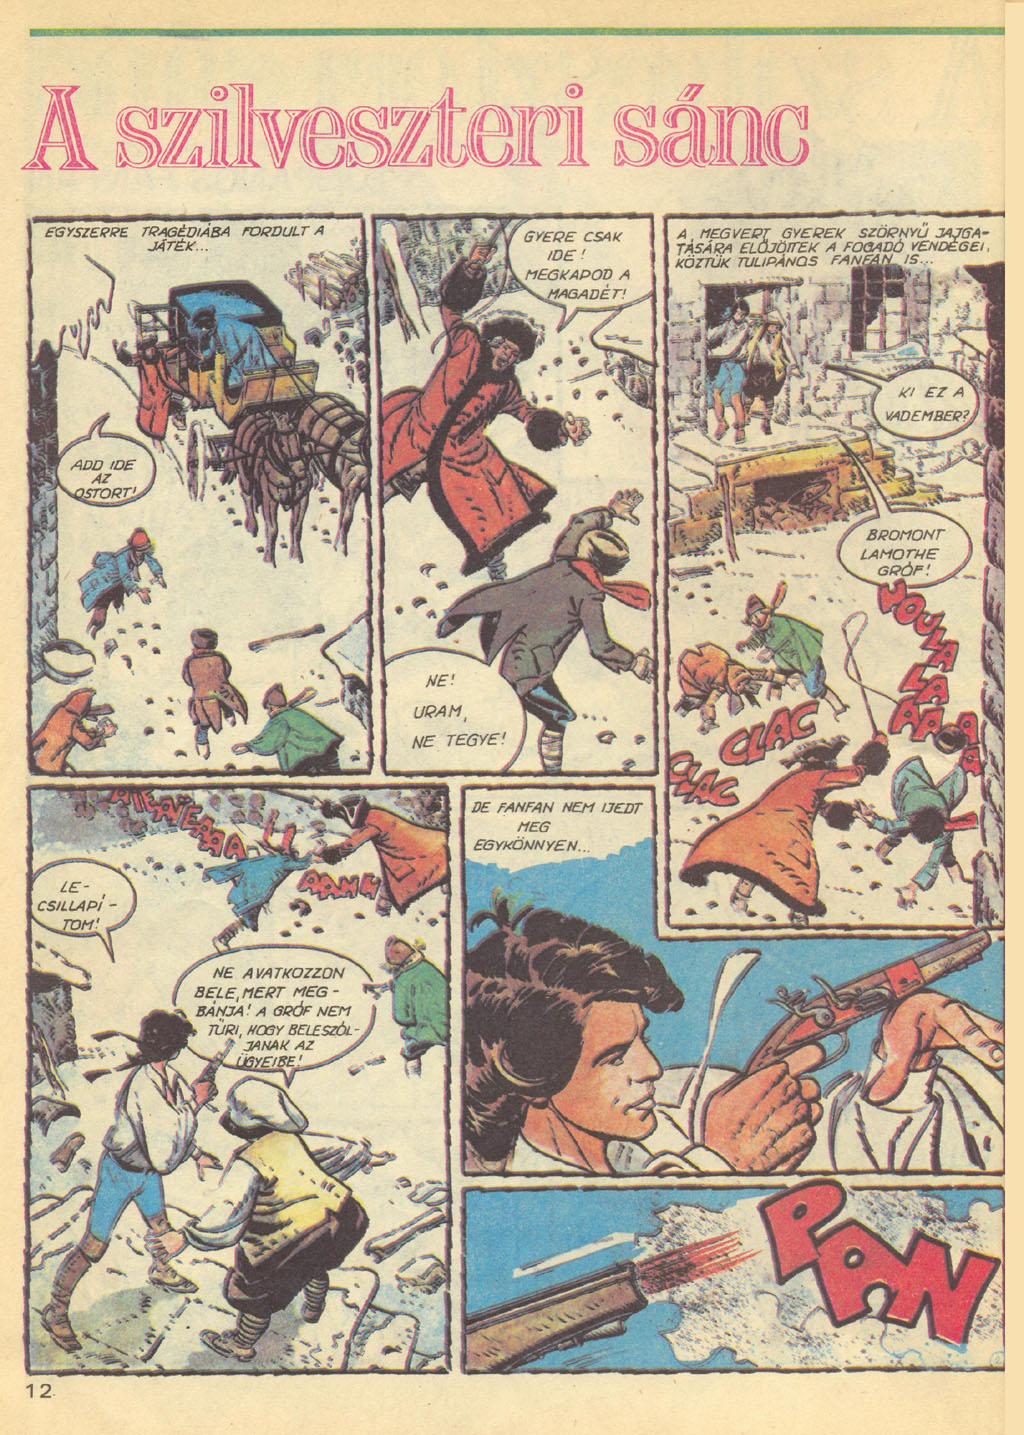 A szilveszteri sánc
EGYSZERRE TRAGÉDIÁBA FORDULT A
JÁTÉK...
ADD IDE
AZ
OSTORT!
GYERE CSAK
IDE!
MEGKAPOD A
MAGADÉT!
NE!
URAM,
NE TEGYE!
A MEGVERT GYEREK SZÖRNYŰ JAJGA-
TÁSÁRA ELŐJÖTTEK A FOGADÓ VENDÉGEI,
KÖZTÜK TULIPÁNOS FANFAN IS...
KI EZ A
VADEMBER?
BROMONT
LAMOTHE
GRÓF!
CLAC
CLAC
LE-
CSILLAPÍ-
TOM!
NE AVATKOZZON
BELE, MERT MEG-
BÁNJA! A GRÓF NEM
TŰRI, HOGY BELESZÓL-
JANAK AZ
ÜGYEIBE!
DE FANFAN NEM IJEDT
MEG
EGYKÖNNYEN...
PAN
12